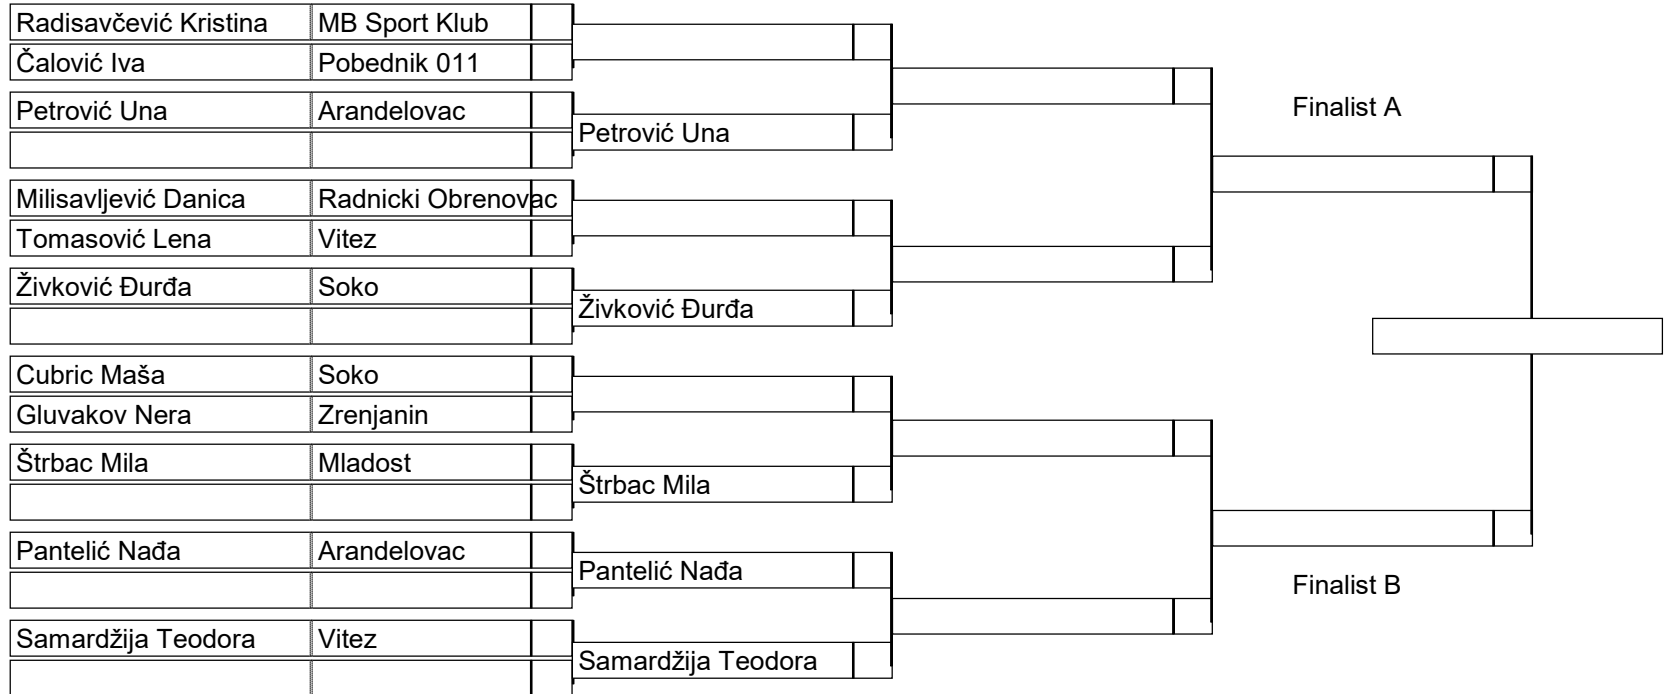 Radisavčević Kristina MB Sport Klub
Čalović Iva Pobednik 011
Petrović Una Arandelovac
Petrović Una
Milisavljević Danica Radnicki Obrenovac
Tomasović Lena Vitez
Živković Đurđa Soko
Živković Đurđa
Cubric Maša Soko
Gluvakov Nera Zrenjanin
Štrbac Mila Mladost
Štrbac Mila
Pantelić Nađa Arandelovac
Pantelić Nađa
Samardžija Teodora Vitez
Samardžija Teodora
Finalist A
Finalist B